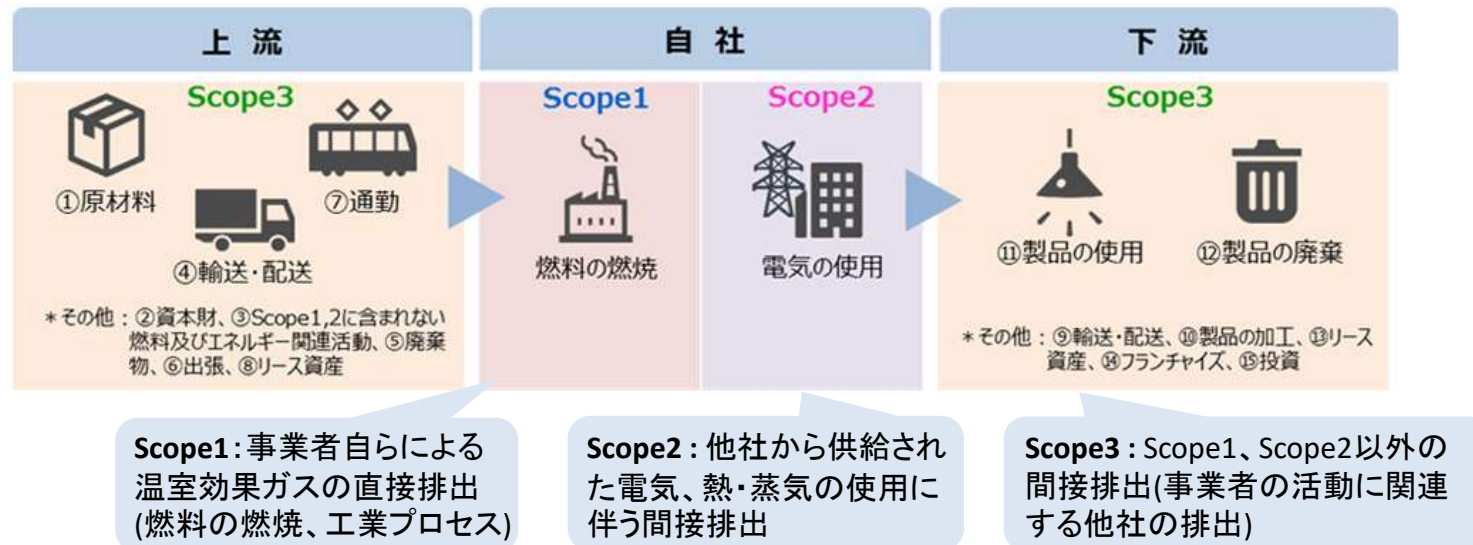 上 流
自 社
下 流
Scope3
①原材料
④輸送・配送
⑦通勤
＊その他：②資本財、③Scope1,2に含まれない
燃料及びエネルギー関連活動、⑤廃棄
物、⑥出張、⑧リース資産
Scope1
燃料の燃焼
Scope2
電気の使用
Scope3
⑪製品の使用
⑫製品の廃棄
＊その他：⑨輸送・配送、⑩製品の加工、⑬リース
資産、⑭フランチャイズ、⑮投資
Scope1：事業者自らによる
温室効果ガスの直接排出
(燃料の燃焼、工業プロセス)
Scope2 : 他社から供給され
た電気、熱・蒸気の使用に
伴う間接排出
Scope3 : Scope1、Scope2以外の
間接排出(事業者の活動に関連
する他社の排出)